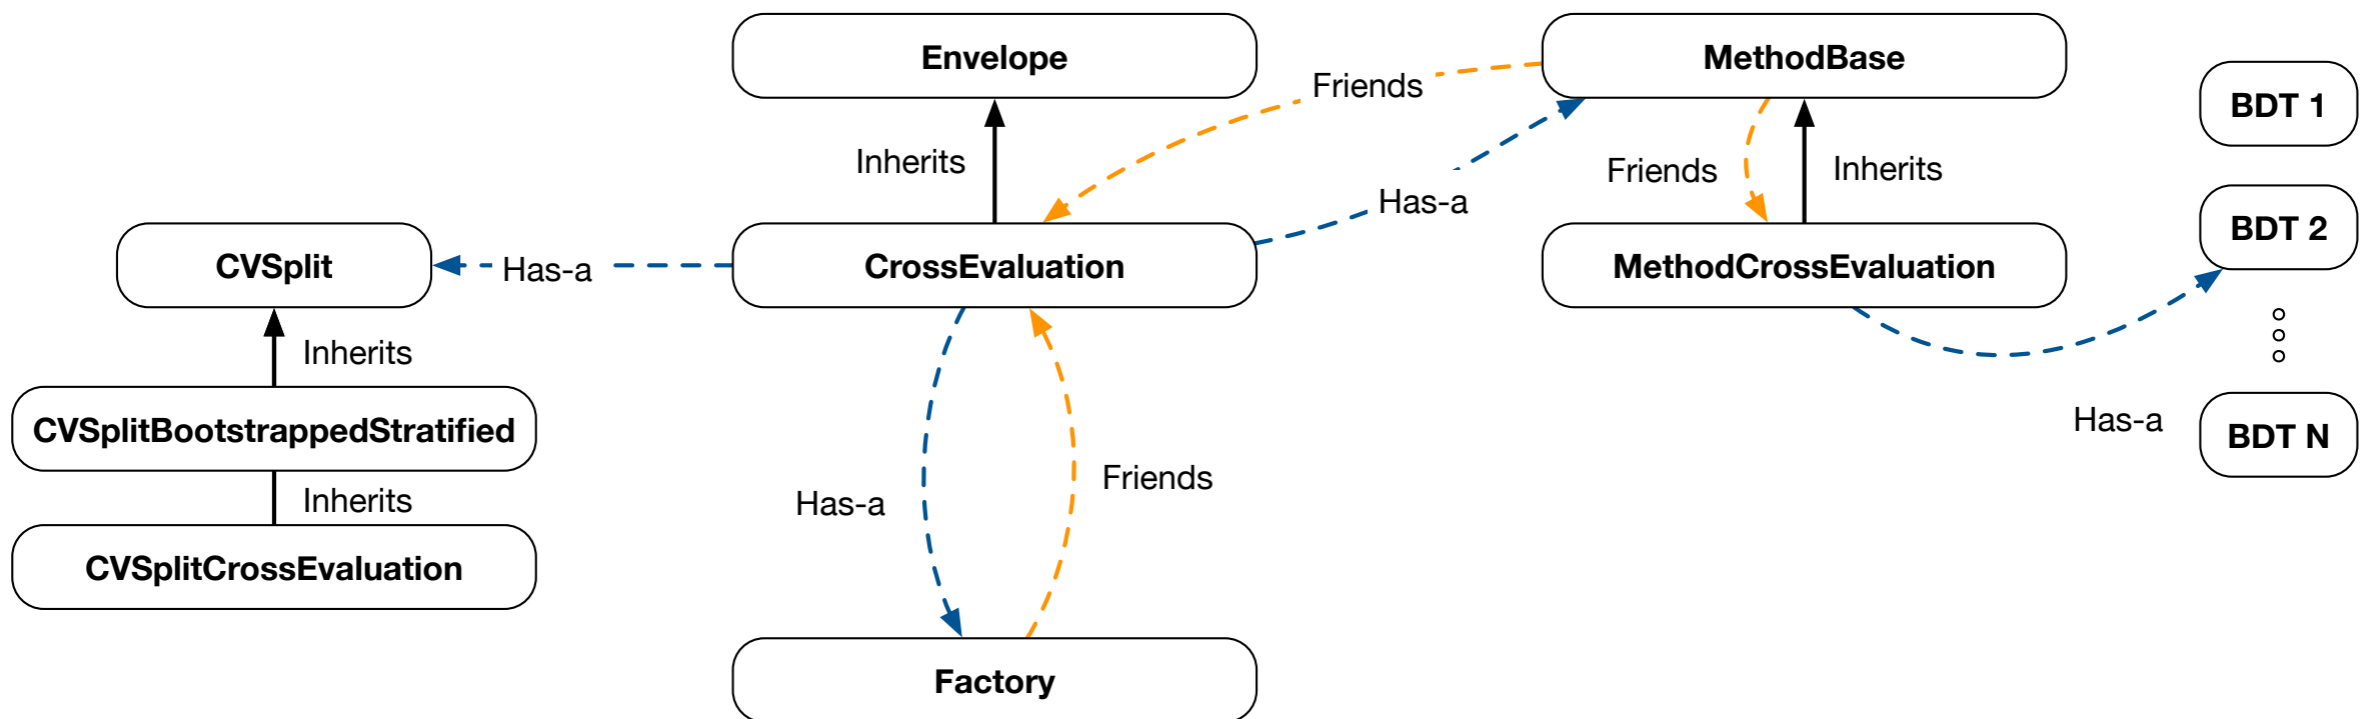 Envelope
MethodBase
Friends
BDT 1
Inherits
Friends
Inherits
Has-a
BDT 2
CVSplit
Has-a
CrossEvaluation
MethodCrossEvaluation
Inherits
CVSplitBootstrappedStratified
Has-a
BDT N
Inherits
Has-a
Friends
CVSplitCrossEvaluation
Factory